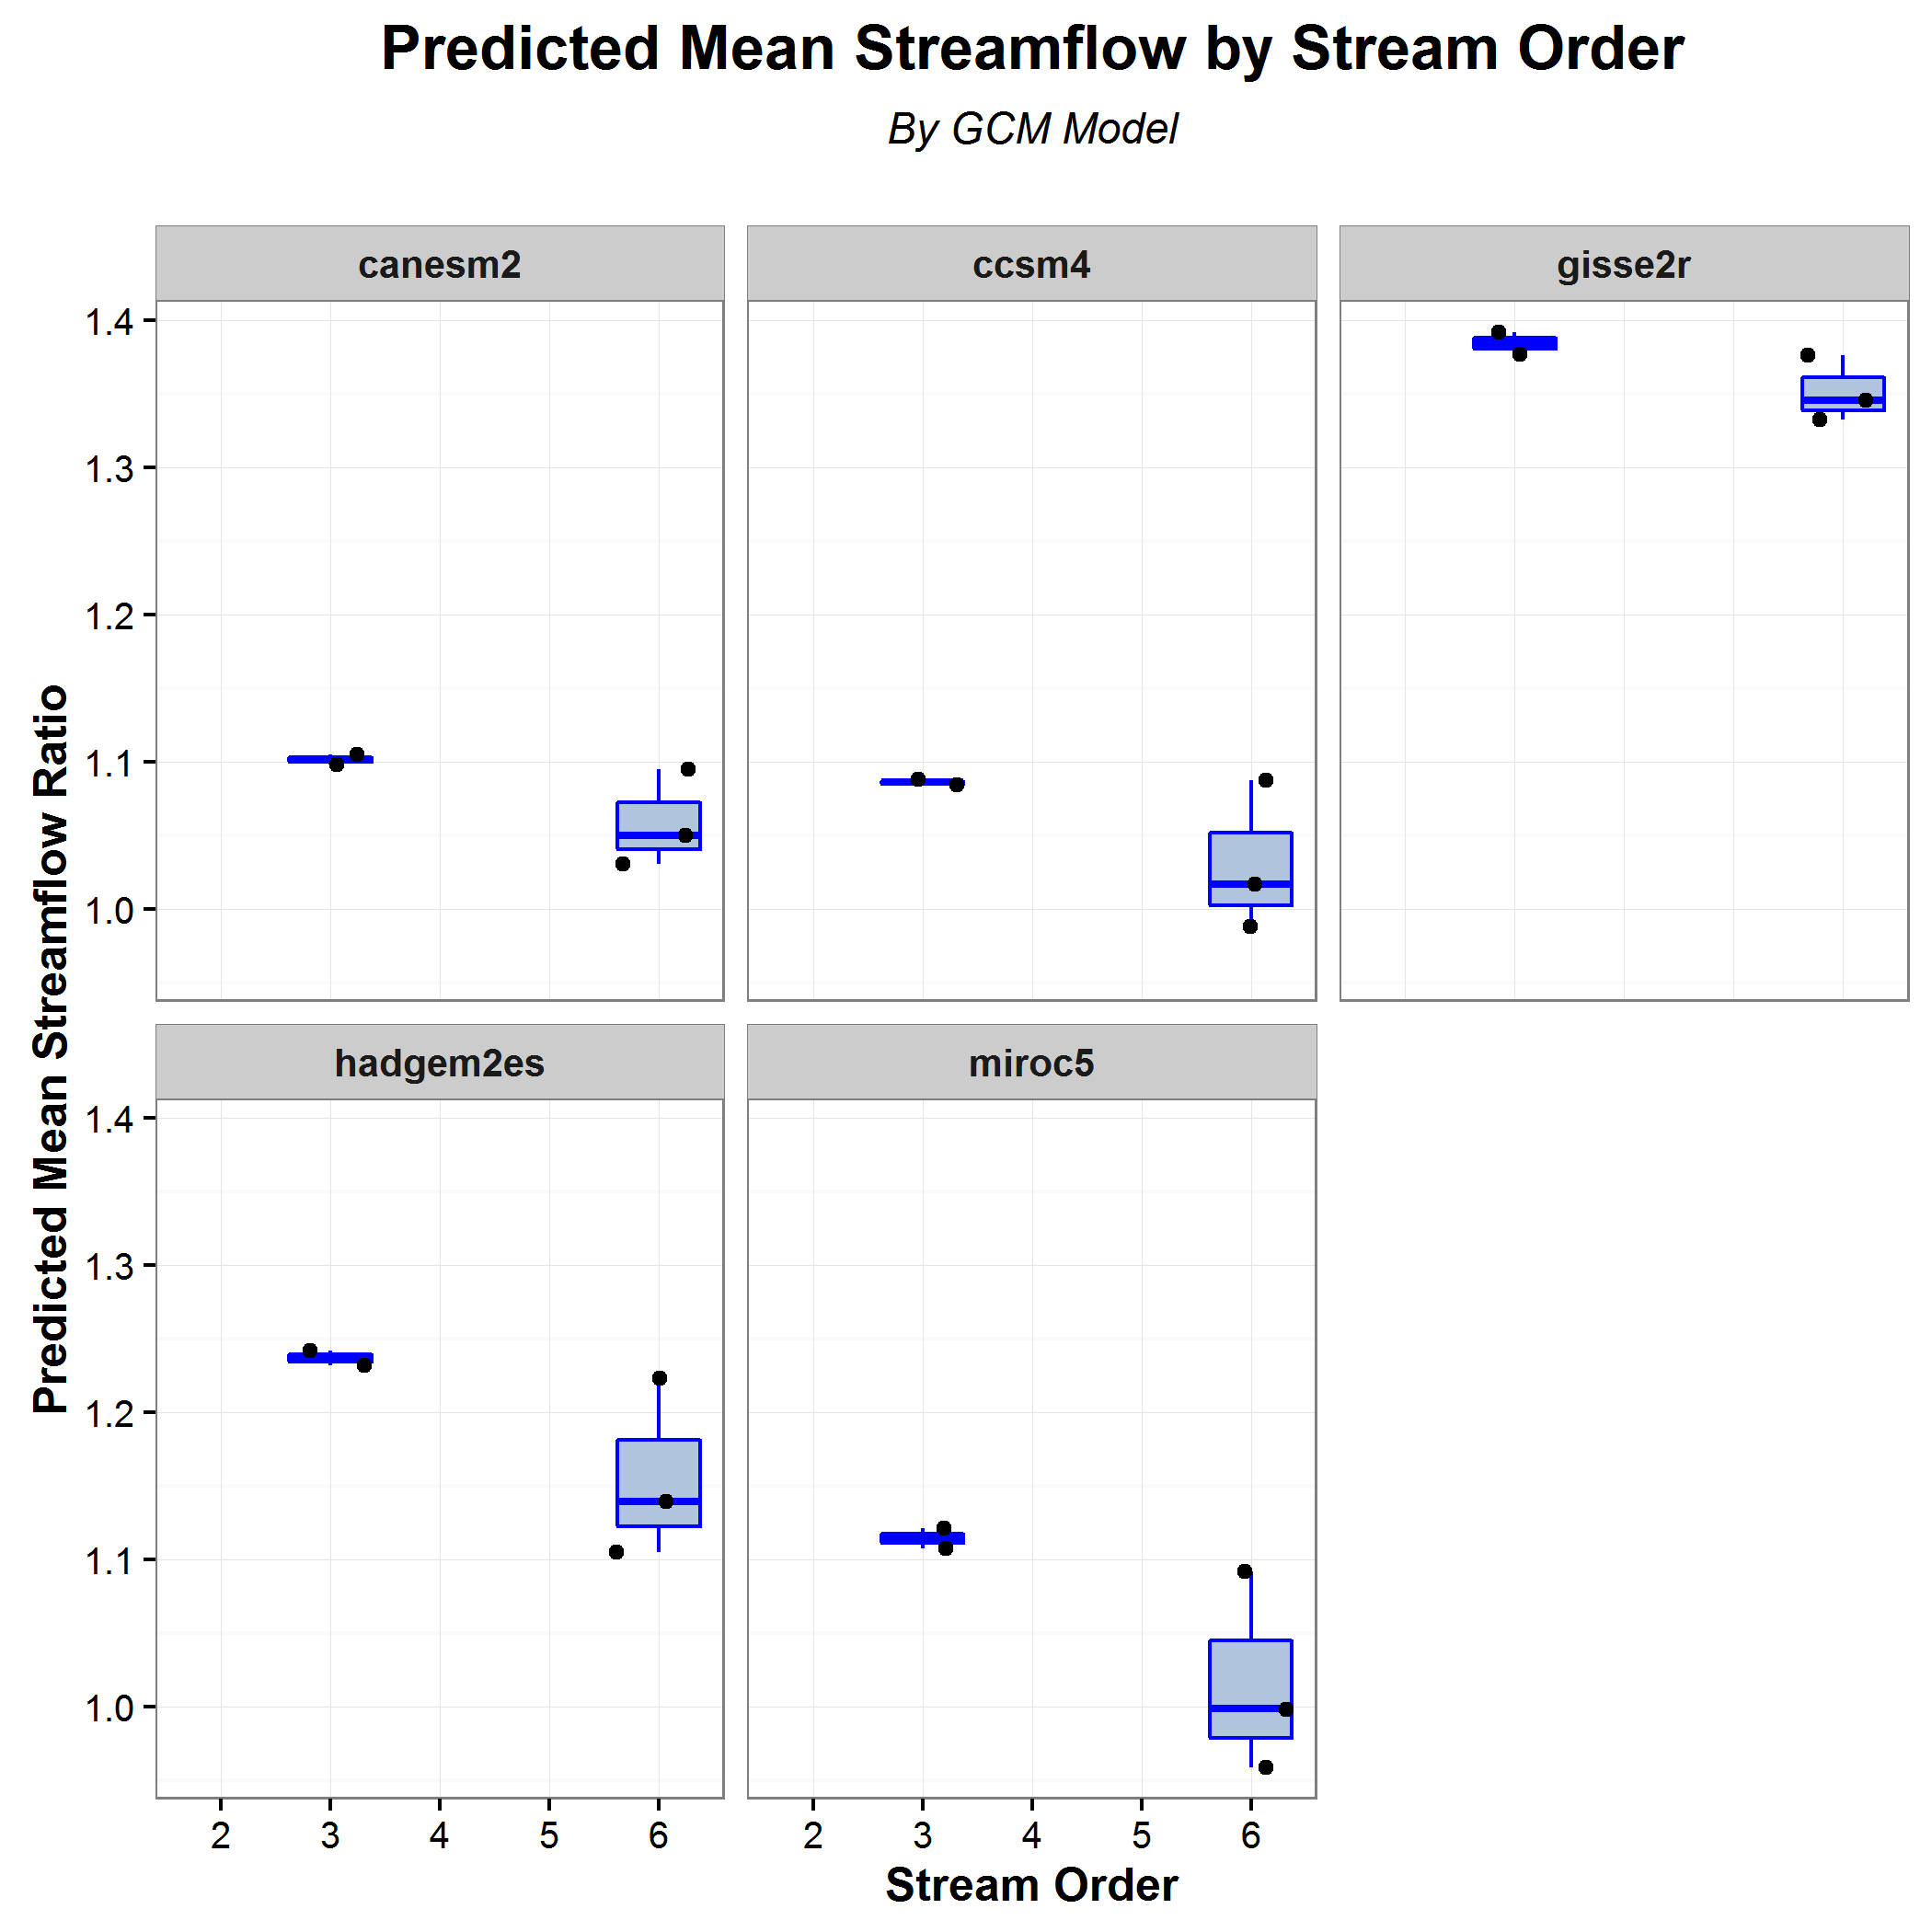 Predicted Mean Streamflow by Stream Order
By GCM Model
canesm2
ccsm4
gisse2r
1.4
1.3
1.2
1.1
1.0
Predicted Mean Streamflow Ratio
hadgem2es
miroc5
1.4
1.3
1.2
1.1
1.0
2 3 4 5 6
2 3 4 5 6
Stream Order